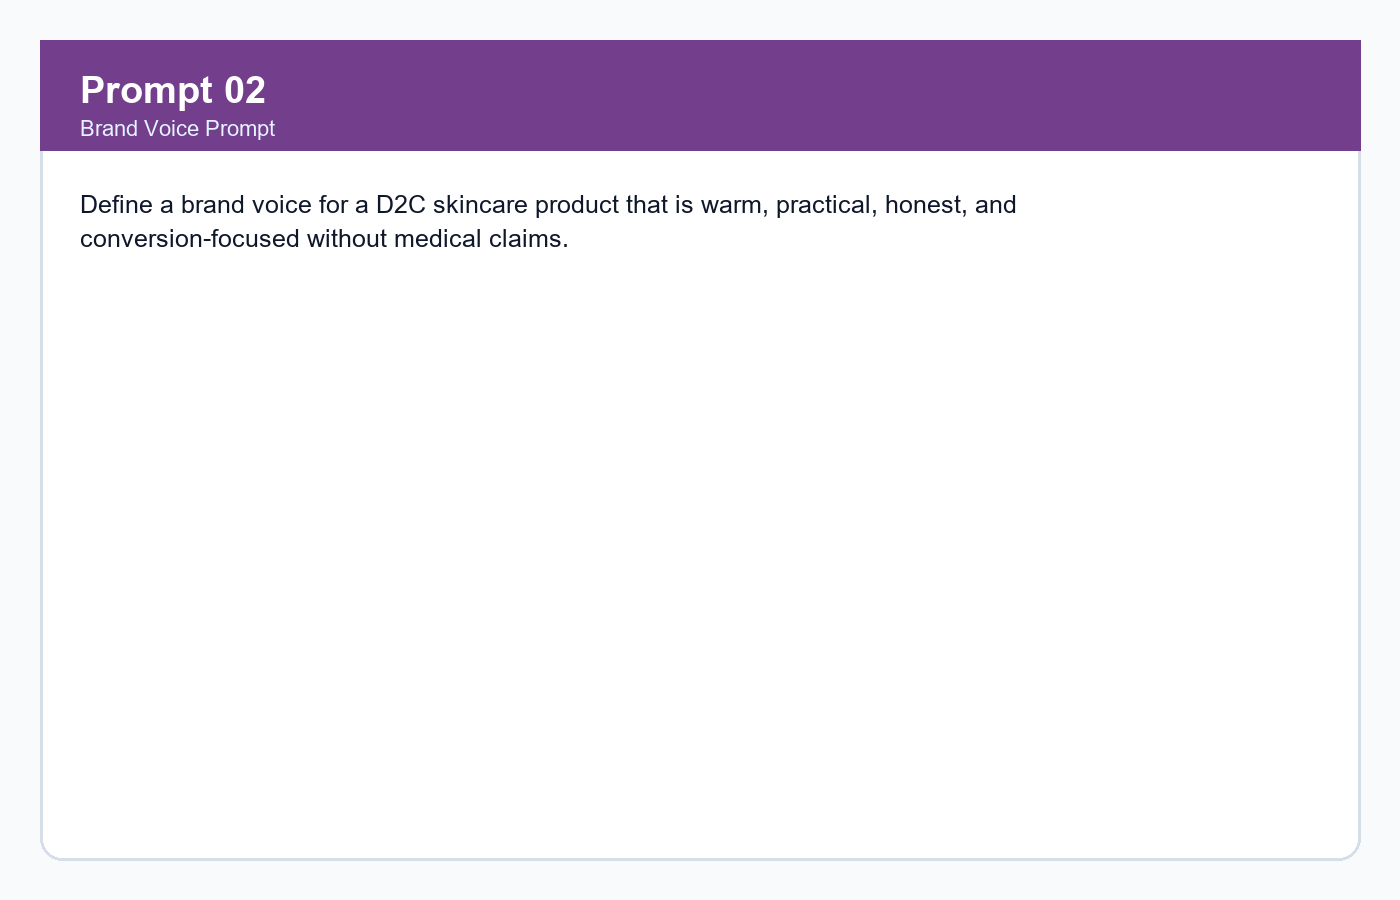 Prompt 02
Brand Voice Prompt
Define a brand voice for a D2C skincare product that is warm, practical, honest, and
conversion-focused without medical claims.